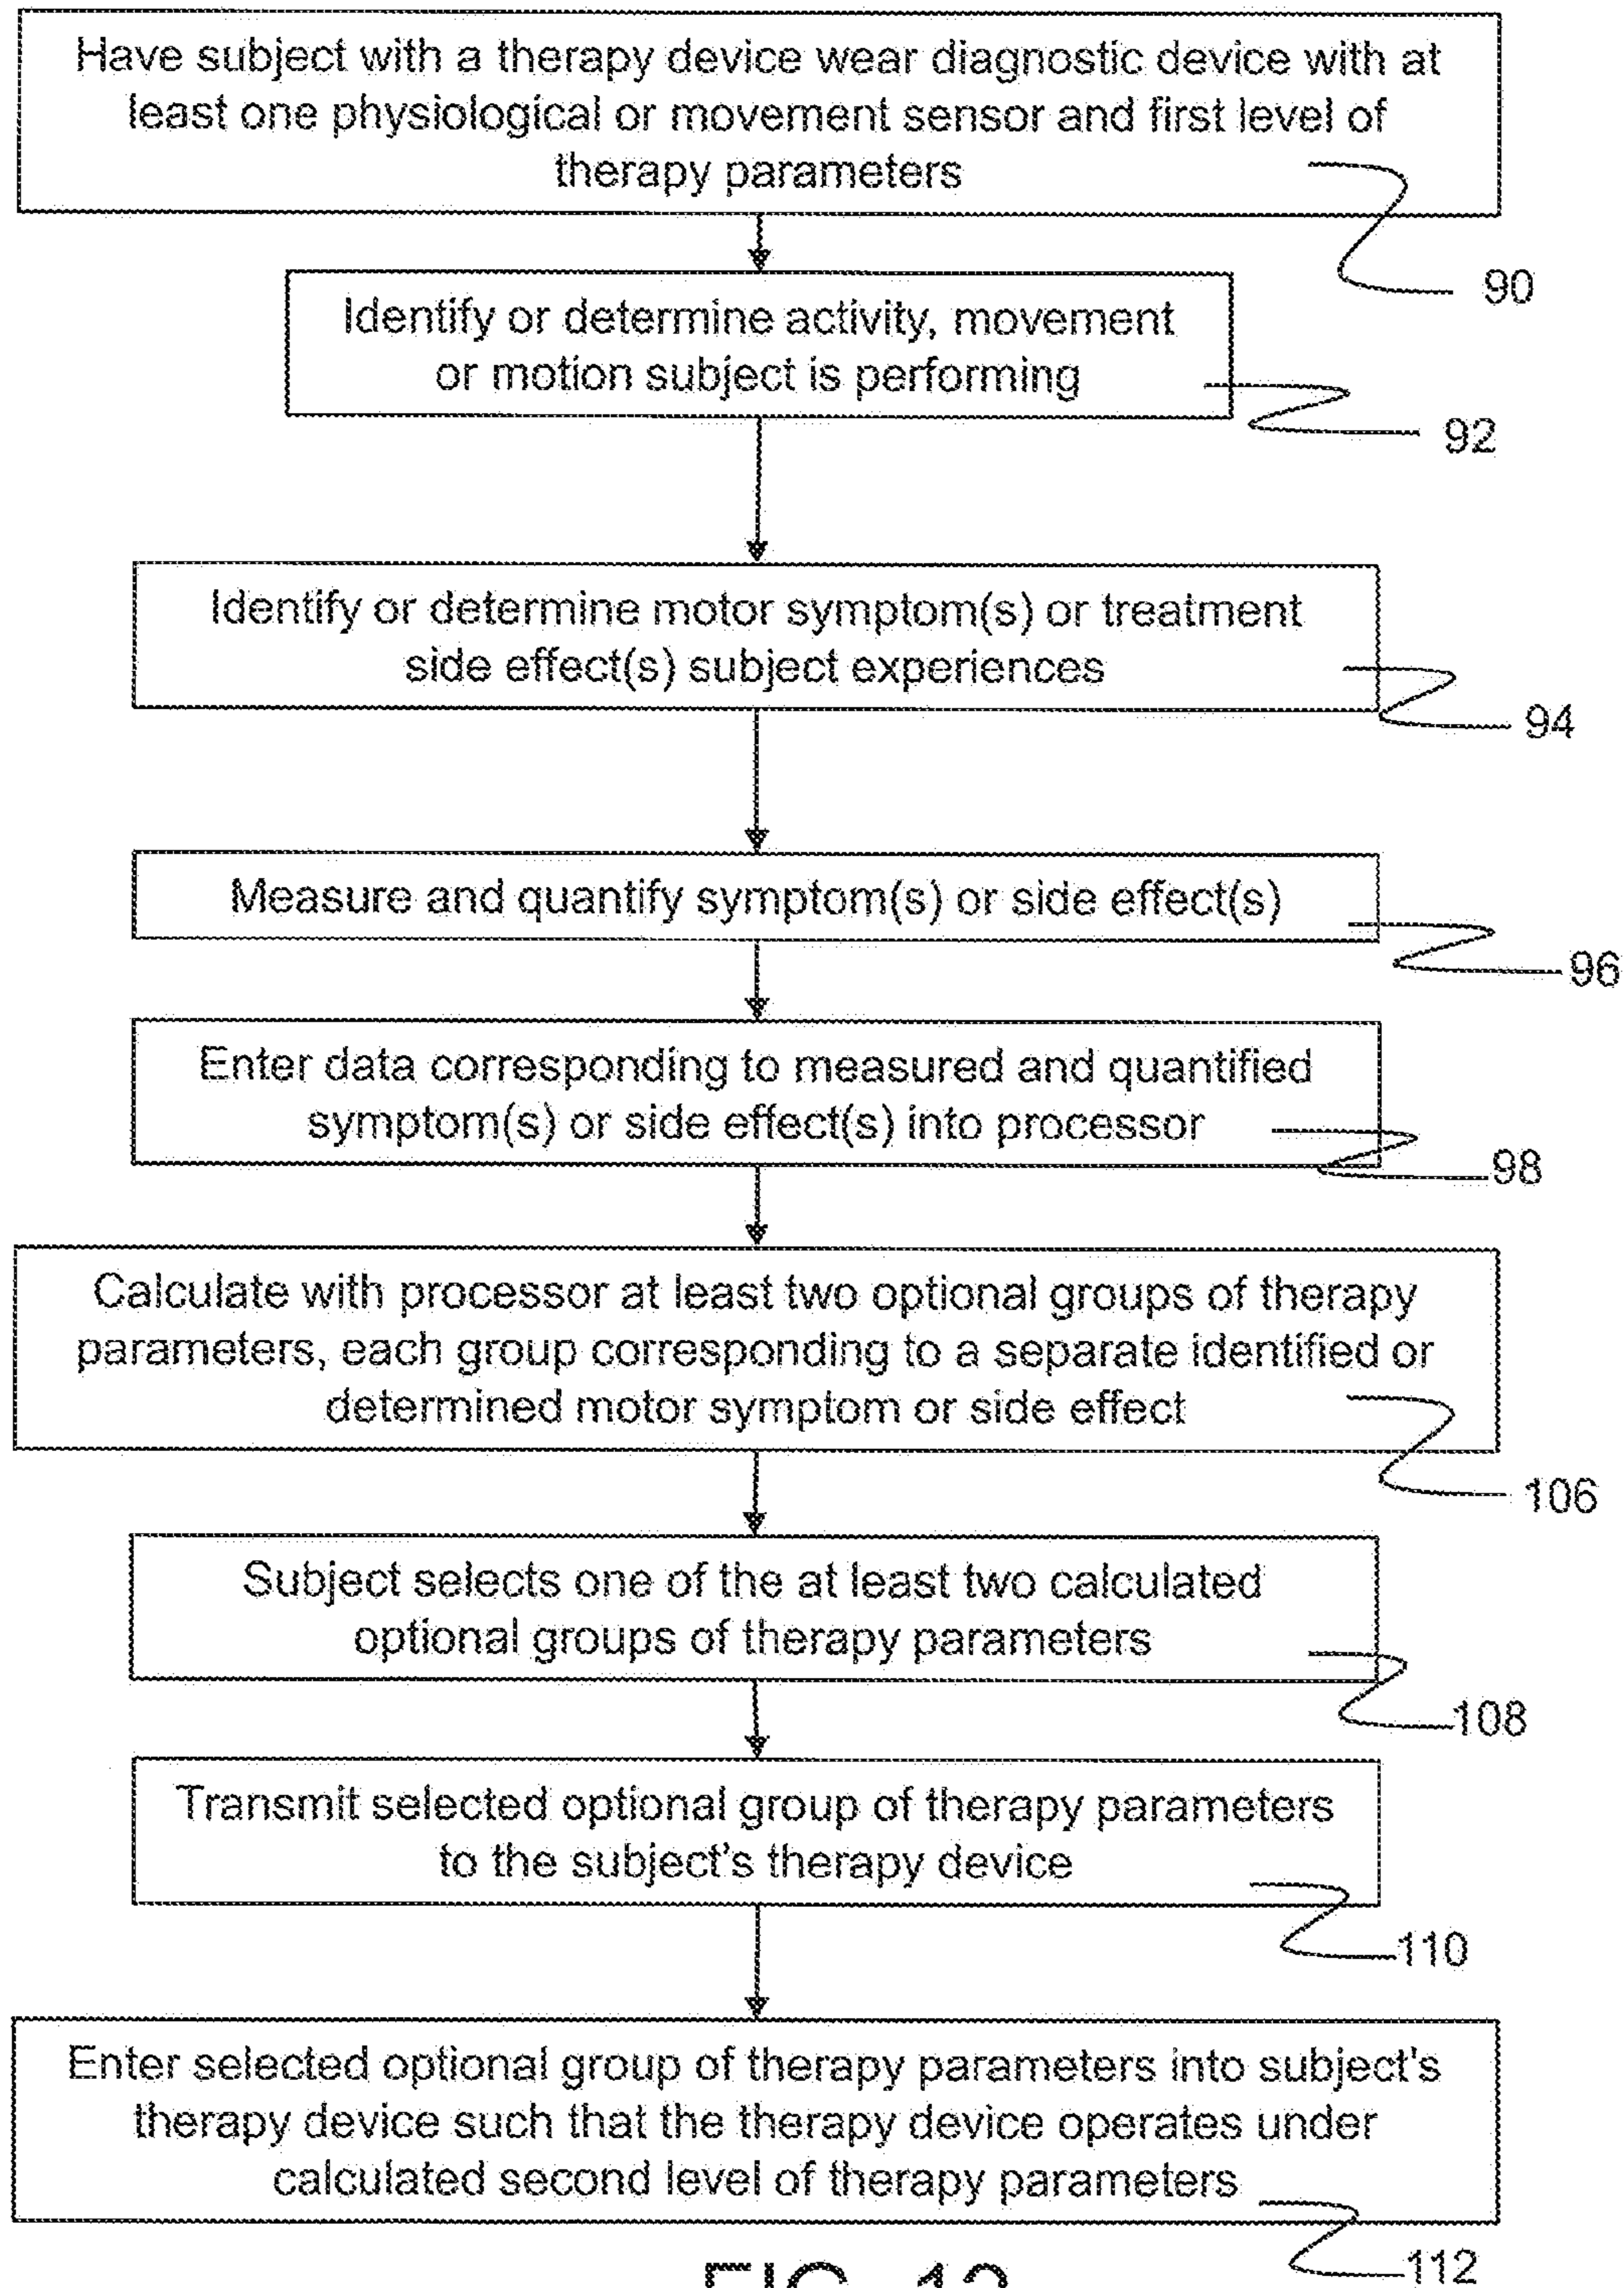 Have subject with a therapy device wear diagnostic device with at
least one physiological or movement sensor and first level of
therapy parameters
90
Identify or determine activity, movement
or motion subject is performing
92
Identify or determine motor symptom(s) or treatment
side effect(s) subject experiences
94
Measure and quantify symptom(s) or side effect(s)
96
Enter data corresponding to measured and quantified
symptom(s) or side effect(s) into processor
98
Calculate with processor at least two optional groups of therapy
parameters, each group corresponding to a separate identified or
determined motor symptom or side effect
106
Subject selects one of the at least two calculated
optional groups of therapy parameters
108
Transmit selected optional group of therapy parameters
to the subject's therapy device
110
Enter selected optional group of therapy parameters into subject's
therapy device such that the therapy device operates under
calculated second level of therapy parameters
112
FIG.